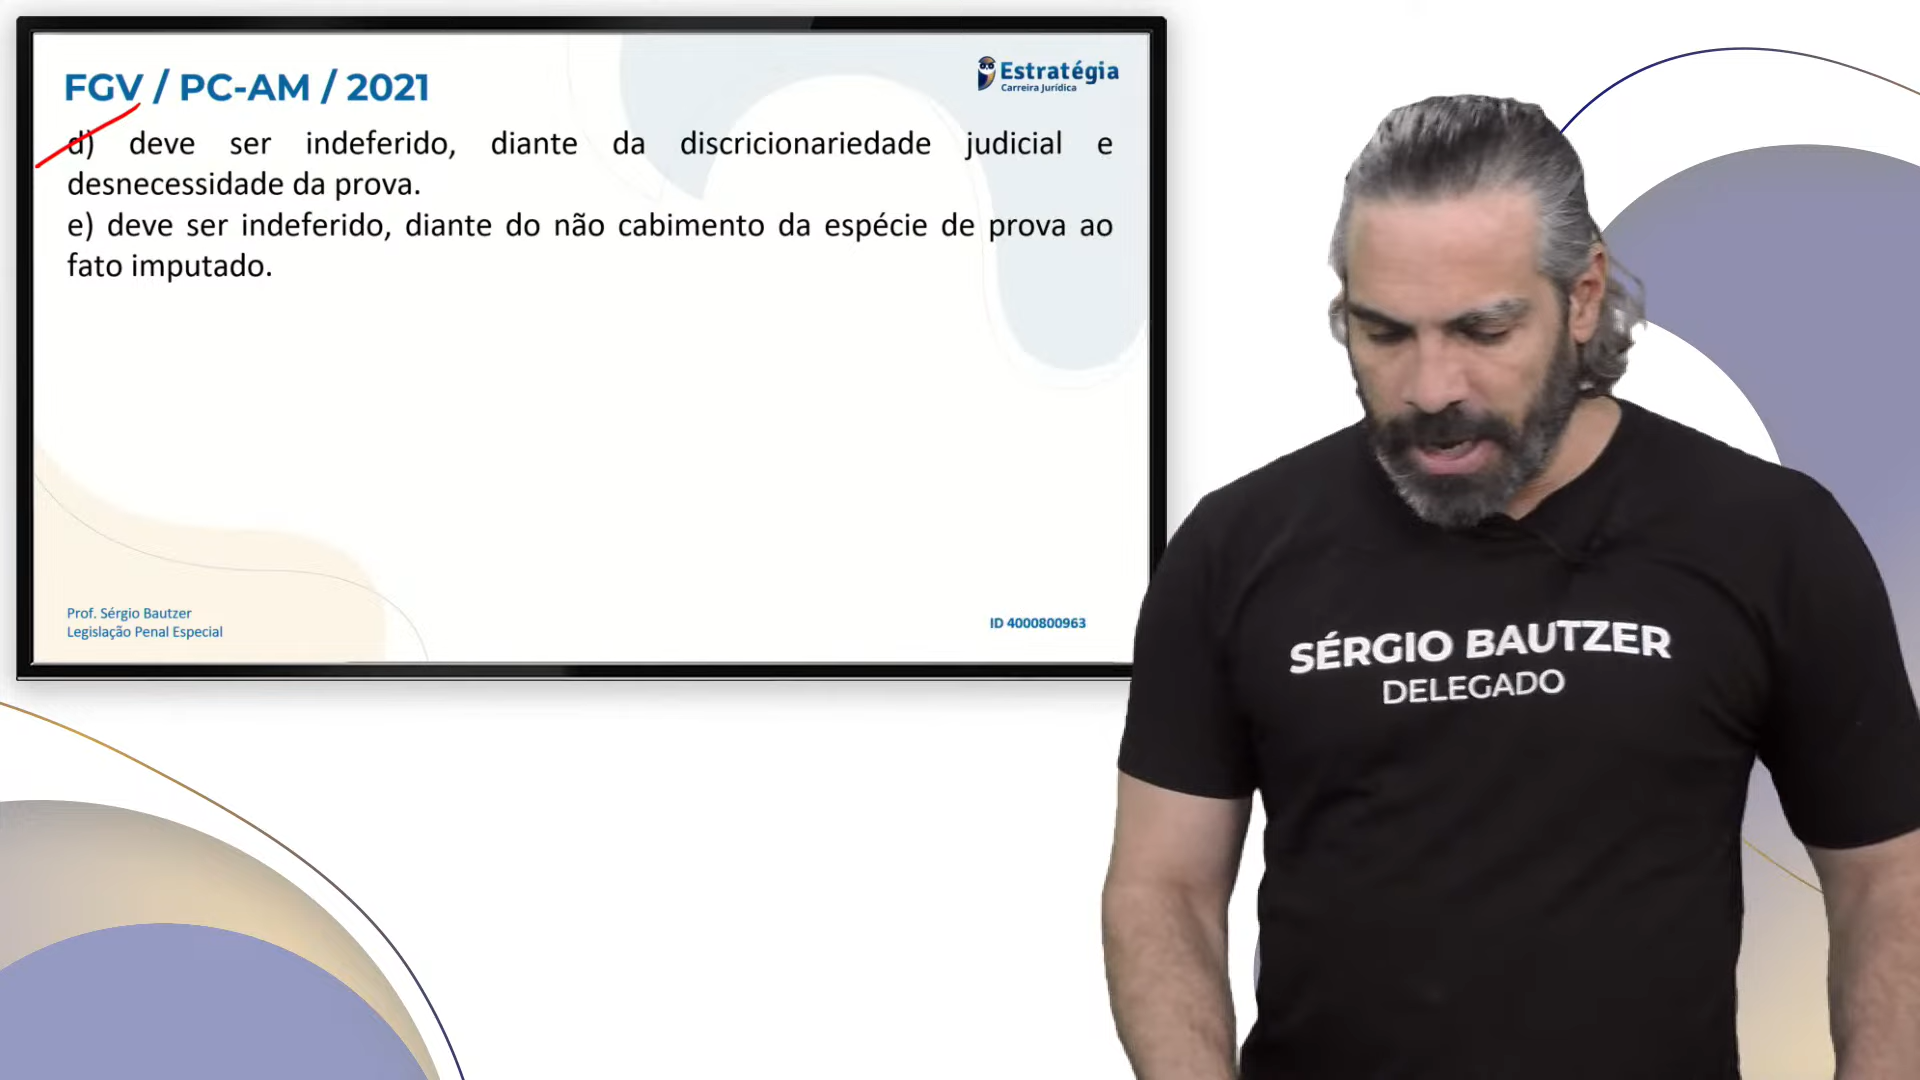 FGV / PC-AM / 2021
Estratégia
Carreira Jurídica
d) deve ser indeferido, diante da discricionariedade judicial e
desnecessidade da prova.
e) deve ser indeferido, diante do não cabimento da espécie de prova ao
fato imputado.
Prof. Sérgio Bautzer
Legislação Penal Especial
ID 4000800963
SÉRGIO BAUTZER
DELEGADO